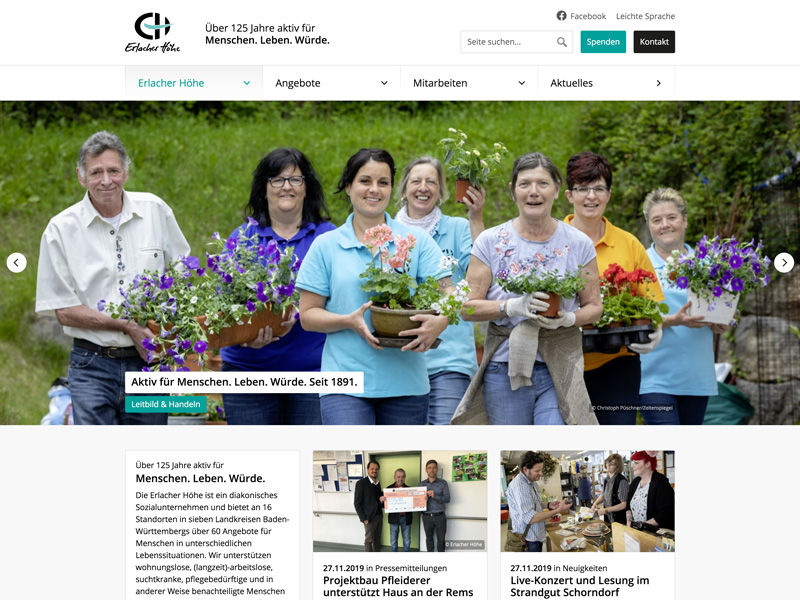 Erlacher Höhe
Über 125 Jahre aktiv für
Menschen. Leben. Würde.
Facebook
Leichte Sprache
Seite suchen...
Spenden
Kontakt
Erlacher Höhe
Angebote
Mitarbeiten
Aktuelles
Aktiv für Menschen. Leben. Würde. Seit 1891.
Leitbild & Handeln
© Christoph Püschner/Zeitenspiegel
Über 125 Jahre aktiv für
Menschen. Leben. Würde.
Die Erlacher Höhe ist ein diakonisches
Sozialunternehmen und bietet an 16
Standorten in sieben Landkreisen Baden-
Württembergs über 60 Angebote für
Menschen in unterschiedlichen
Lebenssituationen. Wir unterstützen
wohnungslose, (langzeit)-arbeitslose,
suchtkranke, pflegebedürftige und in
anderer Weise benachteiligte Menschen
© Erlacher Höhe
27.11.2019 in Pressemitteilungen
Projektbau Pfleiderer
unterstützt Haus an der Rems
27.11.2019 in Neuigkeiten
Live-Konzert und Lesung im
Strandgut Schorndorf